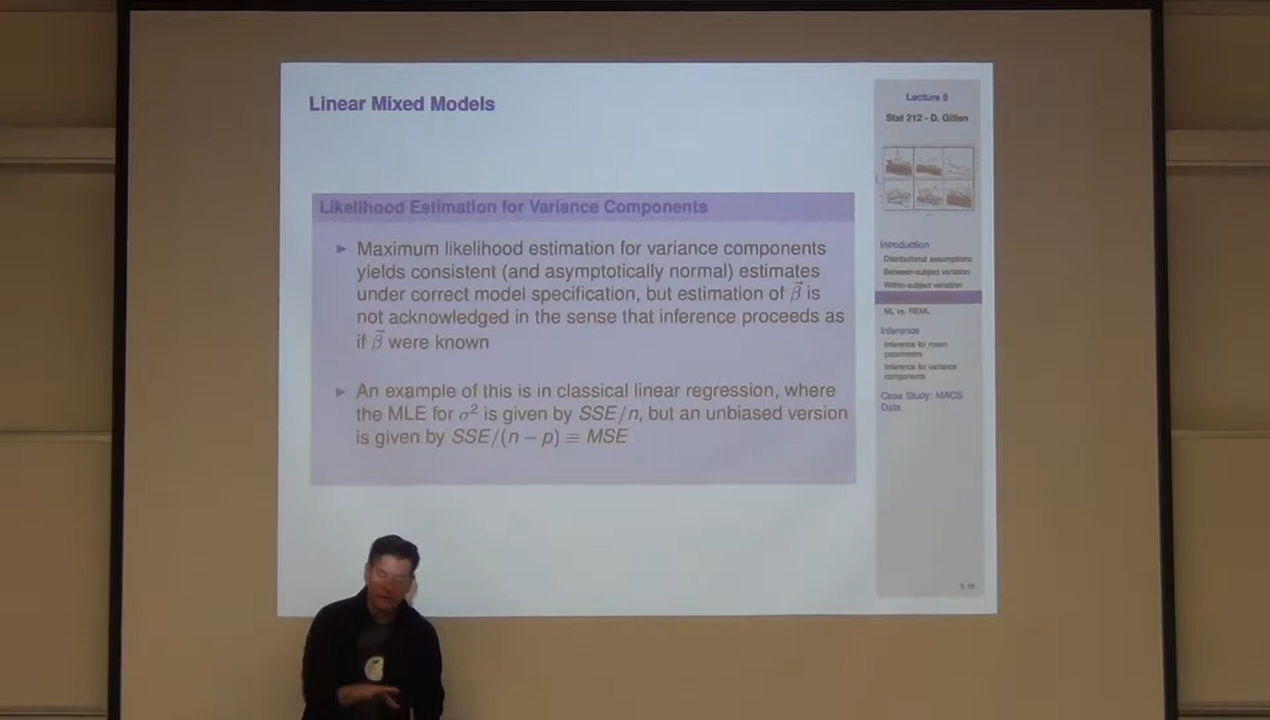 Linear Mixed Models
Likelihood Estimation for Variance Components
► Maximum likelihood estimation for variance components
yields consistent (and asymptotically normal) estimates
under correct model specification, but estimation of β⃗ is
not acknowledged in the sense that inference proceeds as
if β⃗ were known
► An example of this is in classical linear regression, where
the MLE for σ² is given by SSE/n, but an unbiased version
is given by SSE/(n − p) ≡ MSE
Lecture 9
Stat 212 - D. Gillen
Introduction
Distributional assumptions
Between-subject variation
Within-subject variation
ML vs. REML
Inference
Inference for mean
parameters
Inference for variance
components
Case Study: MACS
Data